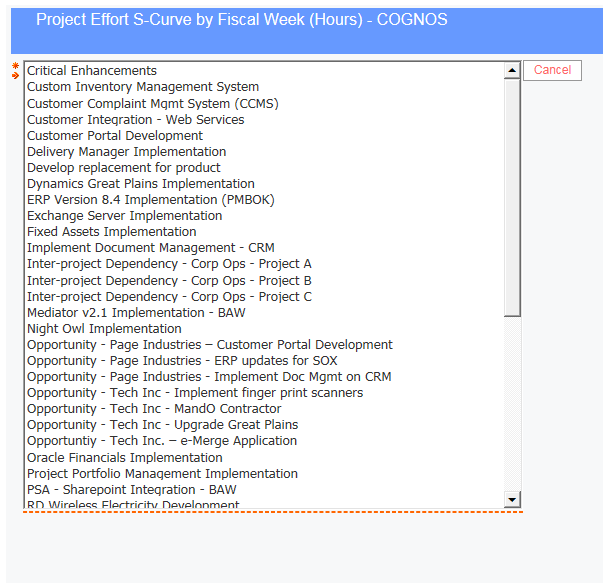 Project Effort S-Curve by Fiscal Week (Hours) - COGNOS
Cancel
Critical Enhancements
Custom Inventory Management System
Customer Complaint Mgmt System (CCMS)
Customer Integration - Web Services
Customer Portal Development
Delivery Manager Implementation
Develop replacement for product
Dynamics Great Plains Implementation
ERP Version 8.4 Implementation (PMBOK)
Exchange Server Implementation
Fixed Assets Implementation
Implement Document Management - CRM
Inter-project Dependency - Corp Ops - Project A
Inter-project Dependency - Corp Ops - Project B
Inter-project Dependency - Corp Ops - Project C
Mediator v2.1 Implementation - BAW
Night Owl Implementation
Opportunity - Page Industries – Customer Portal Development
Opportunity - Page Industries - ERP updates for SOX
Opportunity - Page Industries - Implement Doc Mgmt on CRM
Opportunity - Tech Inc - Implement finger print scanners
Opportunity - Tech Inc - MandO Contractor
Opportunity - Tech Inc - Upgrade Great Plains
Opportuntiy - Tech Inc. – e-Merge Application
Oracle Financials Implementation
Project Portfolio Management Implementation
PSA - Sharepoint Integration - BAW
RD Wireless Electricity Development